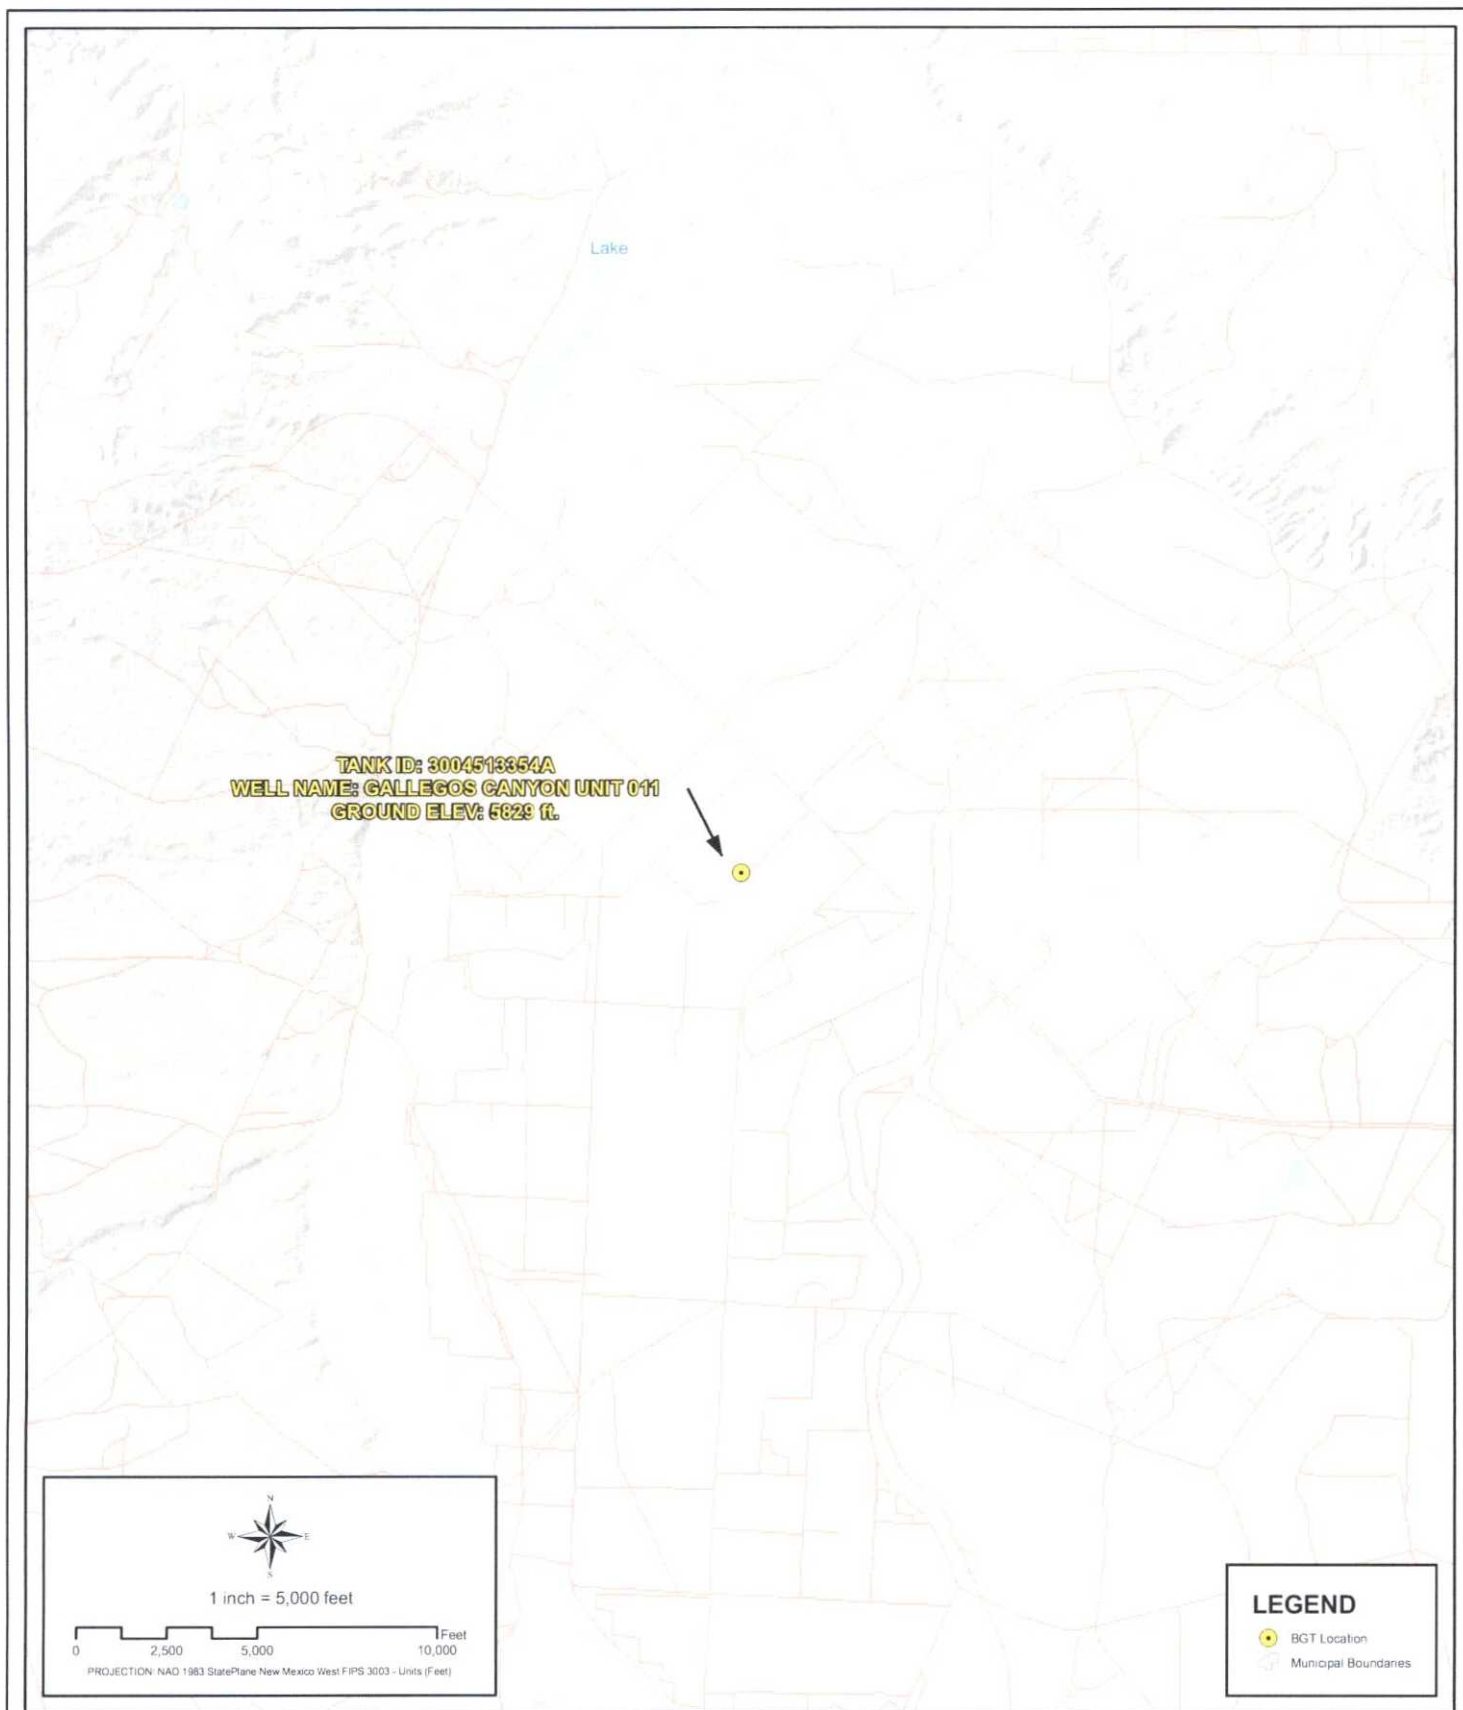 Lake
TANK ID: 3004513354A
WELL NAME: GALLEGOS CANYON UNIT 011
GROUND ELEV: 5829 ft.
N
W E
S
1 inch = 5,000 feet
Feet
0 2,500 5,000 10,000
PROJECTION: NAD 1983 StatePlane New Mexico West FIPS 3003 - Units (Feet)
LEGEND
BGT Location
Municipal Boundaries